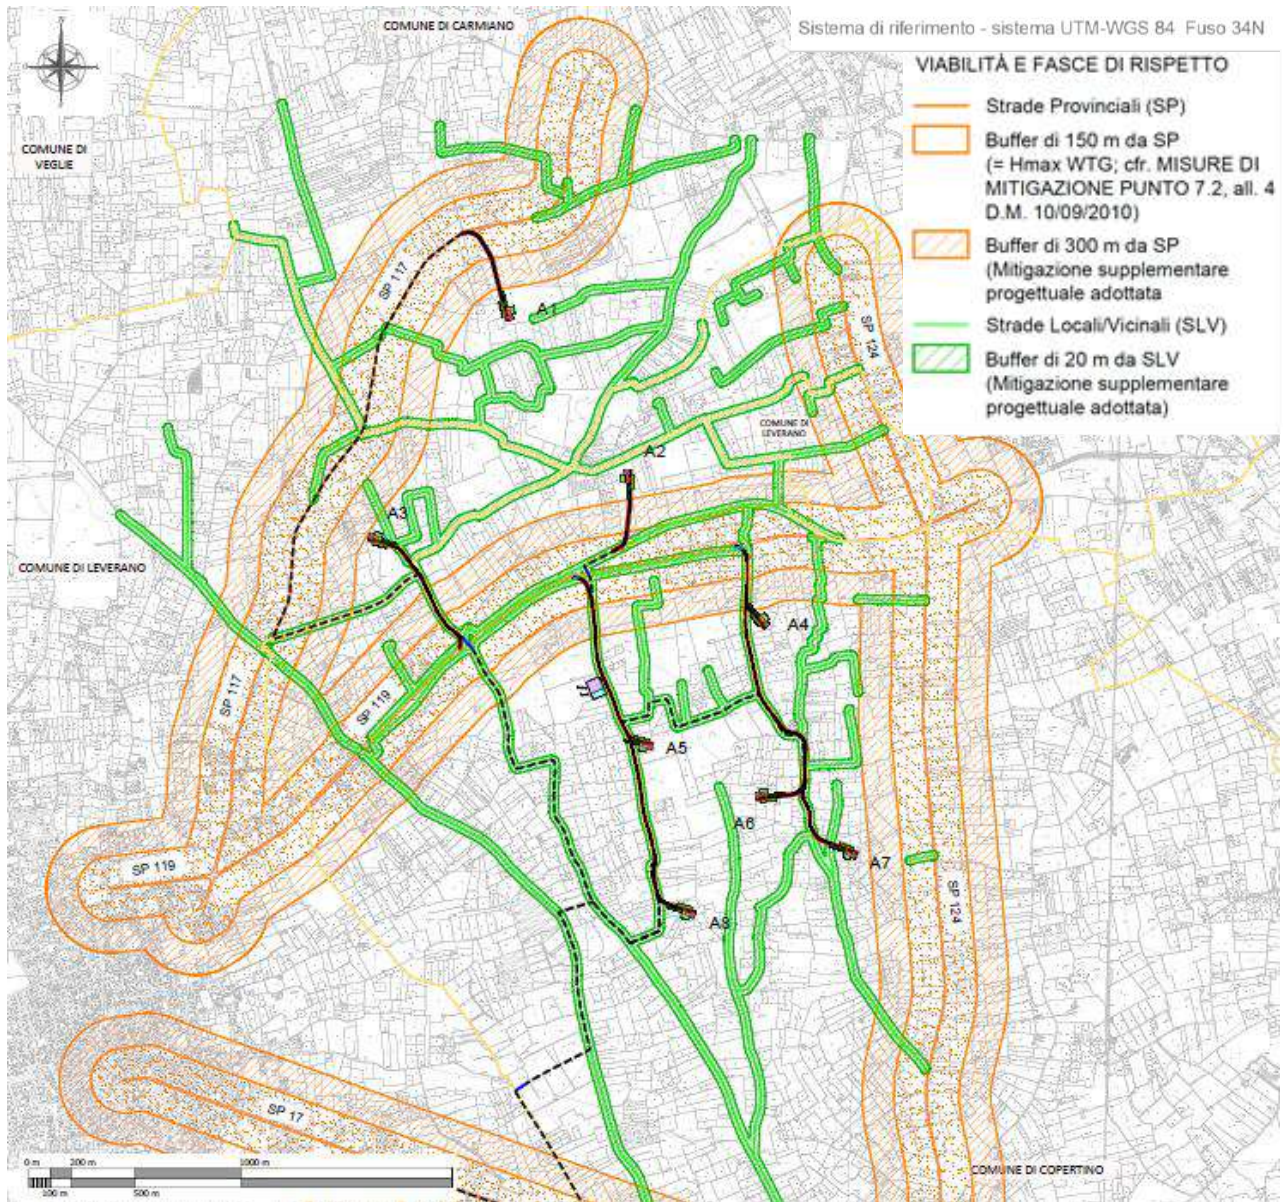 COMUNE DI CARMIANO
Sistema di riferimento - sistema UTM-WGS 84 Fuso 34N
VIABILITÀ E FASCE DI RISPETTO
Strade Provinciali (SP)
Buffer di 150 m da SP
(= Hmax WTG; cfr. MISURE DI
MITIGAZIONE PUNTO 7.2, all. 4
D.M. 10/09/2010)
Buffer di 300 m da SP
(Mitigazione supplementare
progettuale adottata
Strade Locali/Vicinali (SLV)
Buffer di 20 m da SLV
(Mitigazione supplementare
progettuale adottata)
COMUNE DI
VEGLIE
SP 117
A1
SP 124
COMUNE DI
LEVERANO
A2
A3
COMUNE DI LEVERANO
A4
SP 117
SP 119
A5
A6
A7
SP 119
SP 124
A8
SP 17
COMUNE DI COPERTINO
0 m
200 m
1000 m
100 m
500 m